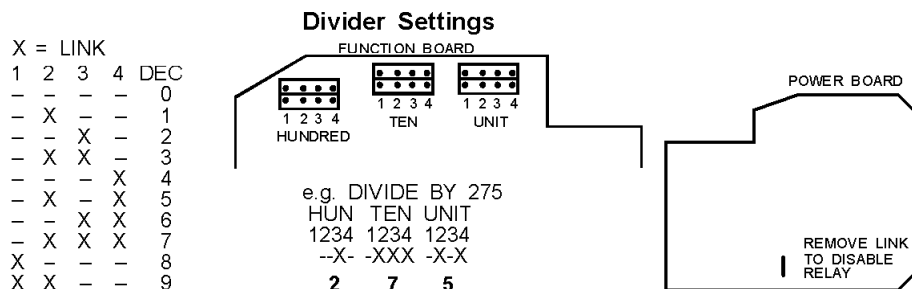 Divider Settings
X = LINK
1 2 3 4 DEC
– – – – 0
– X – – 1
– – X – 2
– X X – 3
– – – X 4
– X – X 5
– – X X 6
– X X X 7
X – – – 8
X X – – 9
FUNCTION BOARD
1 2 3 4
HUNDRED
1 2 3 4
TEN
1 2 3 4
UNIT
e.g. DIVIDE BY 275
HUN TEN UNIT
1234 1234 1234
--X- -XXX -X-X
2 7 5
POWER BOARD
REMOVE LINK
TO DISABLE
RELAY